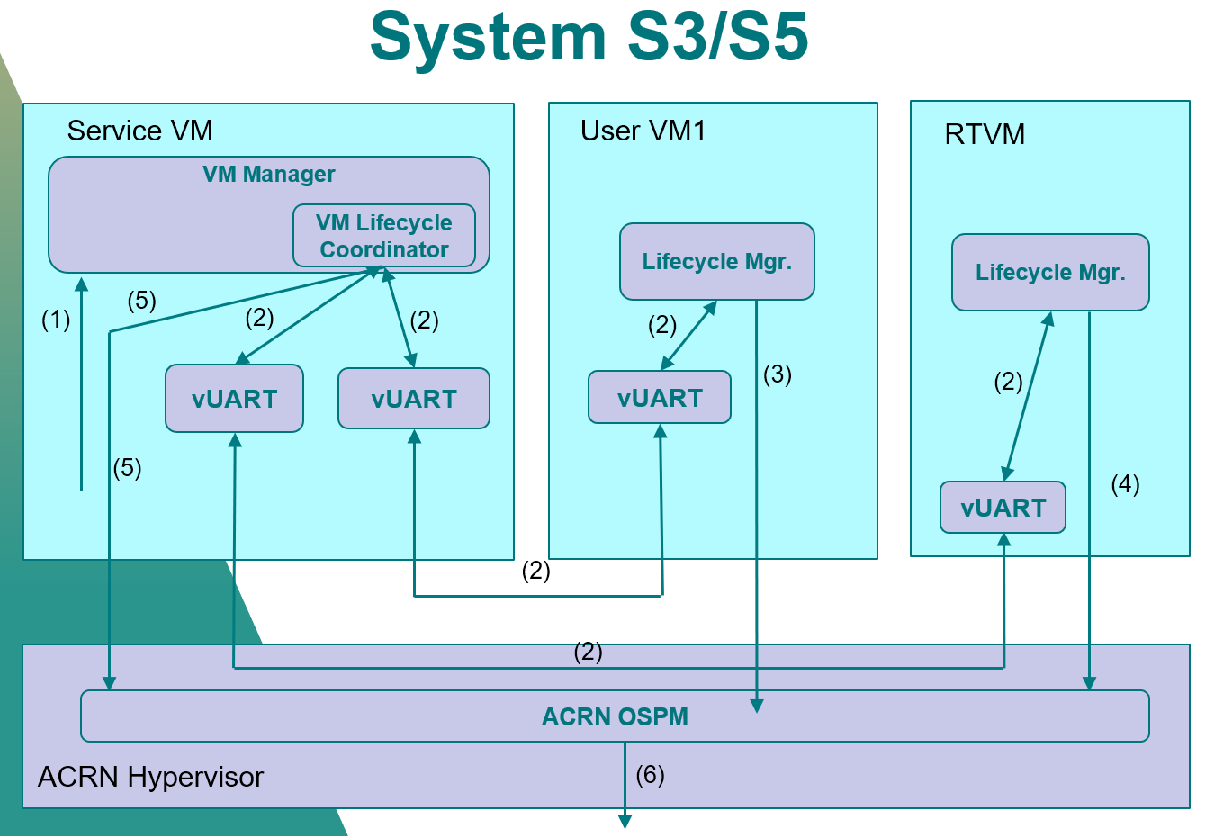 System S3/S5
Service VM
User VM1
RTVM
VM Manager
VM Lifecycle
Coordinator
Lifecycle Mgr.
Lifecycle Mgr.
(5)
(1)
(2)
(2)
(2)
(3)
(2)
vUART
vUART
vUART
(5)
(4)
vUART
(2)
(2)
ACRN OSPM
ACRN Hypervisor
(6)